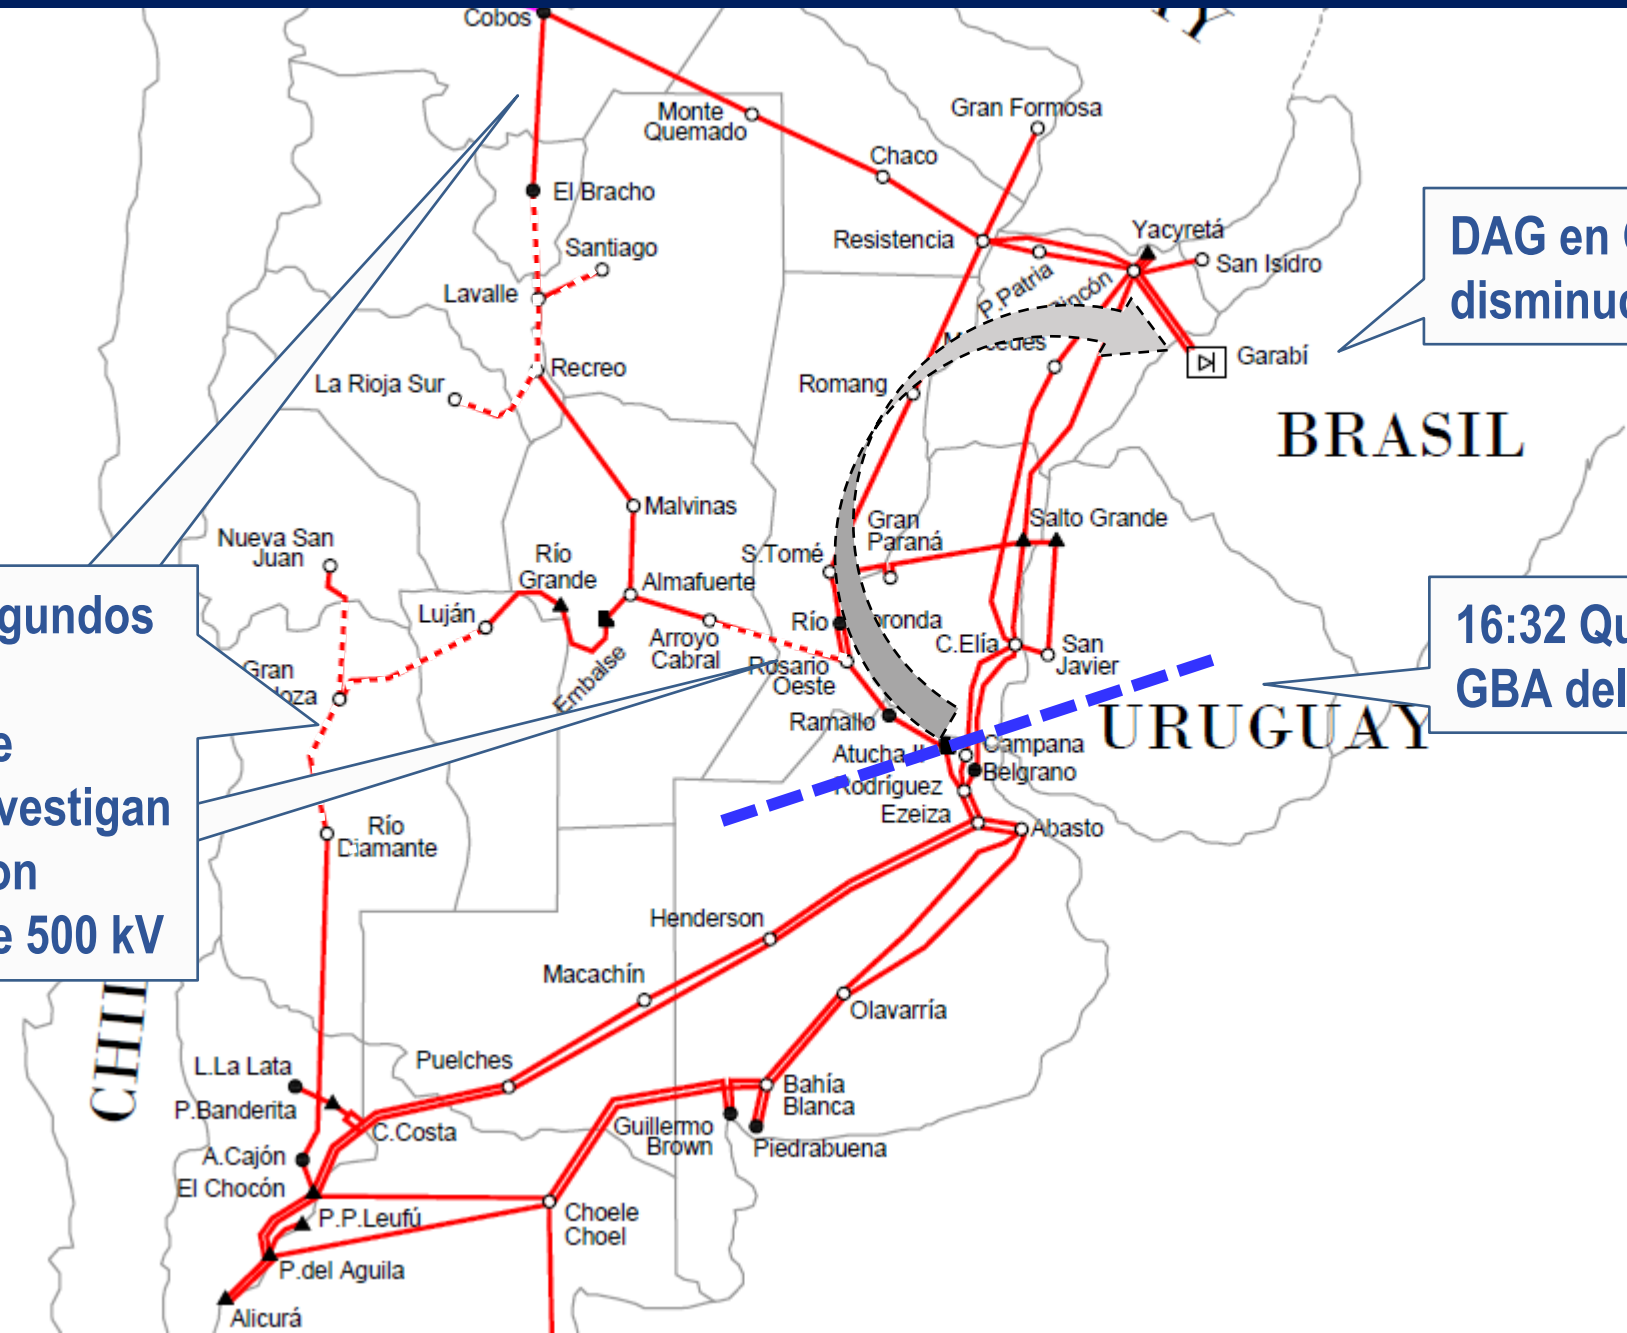 Cobos
Monte
Quemado
Gran Formosa
Chaco
El Bracho
Resistencia
Yacyretá
San Isidro
Santiago
P.Patria
Lavalle
DAG en
disminu
Garabí
Recreo
La Rioja Sur
Romang
BRASIL
Malvinas
Gran
Paraná
Salto Grande
Nueva San
Juan
Río
Grande
S.Tomé
Almafuerte
Luján
Río
C.Elía
San
Javier
Arroyo
Cabral
Rosario
Oeste
Embalse
gundos
e
vestigan
on
e 500 kV
Gran
16:32 Qu
GBA del
Ramallo
URUGUAY
Atucha II
Campana
Belgrano
Rodríguez
Ezeiza
Abasto
Río
Diamante
Henderson
Macachín
Olavarría
CHI
L.La Lata
Puelches
P.Banderita
C.Costa
Bahía
Blanca
Guillermo
Brown
Piedrabuena
A.Cajón
El Chocón
P.P.Leufú
Choele
Choel
P.del Aguila
Alicurá